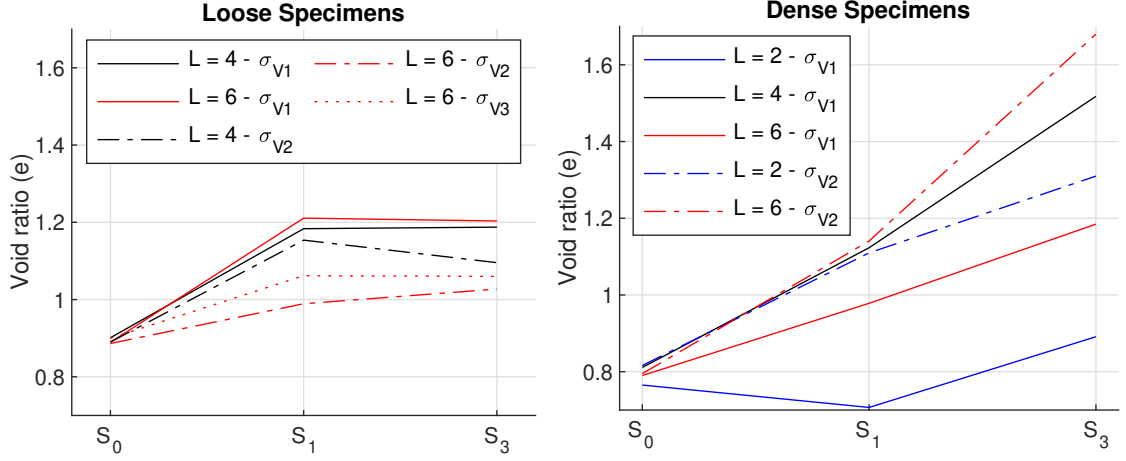 Loose Specimens
Void ratio (e)
1.6
1.4
1.2
1
0.8
L = 4 - σV1
L = 6 - σV1
L = 4 - σV2
L = 6 - σV2
L = 6 - σV3
S0
S1
S3
Dense Specimens
Void ratio (e)
1.6
1.4
1.2
1
0.8
L = 2 - σV1
L = 4 - σV1
L = 6 - σV1
L = 2 - σV2
L = 6 - σV2
S0
S1
S3